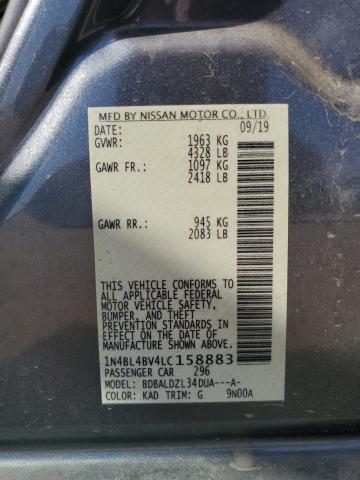 MFD BY NISSAN MOTOR CO., LTD.
DATE: 09/19
GVWR: 1963 KG
4328 LB
GAWR FR.: 1097 KG
2418 LB
GAWR RR.: 945 KG
2083 LB
THIS VEHICLE CONFORMS TO
ALL APPLICABLE FEDERAL
MOTOR VEHICLE SAFETY,
BUMPER, AND THEFT
PREVENTION STANDARDS
IN EFFECT ON THE DATE OF
MANUFACTURE SHOWN ABOVE.
1N4BL4BV4LC158883
PASSENGER CAR 296
MODEL: BDBALDZL34DUA---A-
COLOR: KAD TRIM: G 9N00A